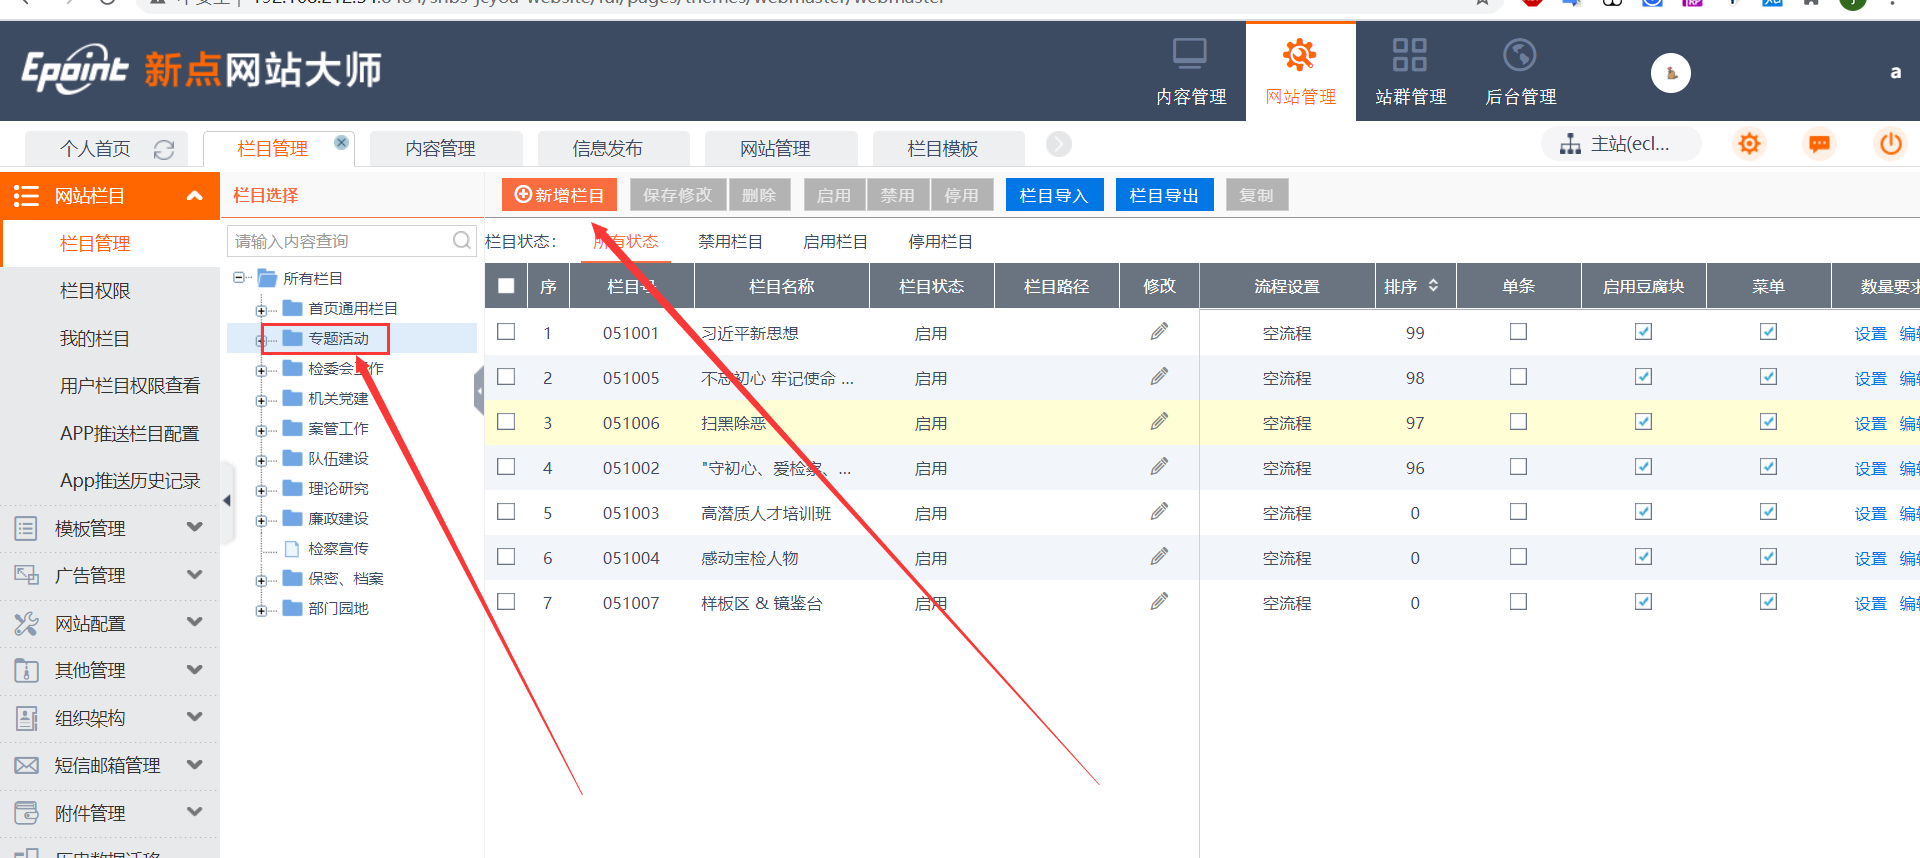 Epoint 新点网站大师
内容管理
网站管理
站群管理
后台管理
a
个人首页
栏目管理
内容管理
信息发布
网站管理
栏目模板
主站(ecl...
网站栏目
栏目管理
栏目权限
我的栏目
用户栏目权限查看
APP推送栏目配置
App推送历史记录
模板管理
广告管理
网站配置
其他管理
组织架构
短信邮箱管理
附件管理
栏目选择
请输入内容查询
所有栏目
首页通用栏目
专题活动
检委会工作
机关党建
案管工作
队伍建设
理论研究
廉政建设
检察宣传
保密、档案
部门园地
新增栏目 保存修改 删除 启用 禁用 停用 栏目导入 栏目导出 复制
栏目状态： 所有状态 禁用栏目 启用栏目 停用栏目
序 栏目号 栏目名称 栏目状态 栏目路径 修改 流程设置 排序 单条 启用豆腐块 菜单 数量要求
1 051001 习近平新思想 启用 空流程 99 设置 编辑
2 051005 不忘初心 牢记使命 ... 启用 空流程 98 设置 编辑
3 051006 扫黑除恶 启用 空流程 97 设置 编辑
4 051002 "守初心、爱检察、... 启用 空流程 96 设置 编辑
5 051003 高潜质人才培训班 启用 空流程 0 设置 编辑
6 051004 感动宝检人物 启用 空流程 0 设置 编辑
7 051007 样板区 & 镜鉴台 启用 空流程 0 设置 编辑